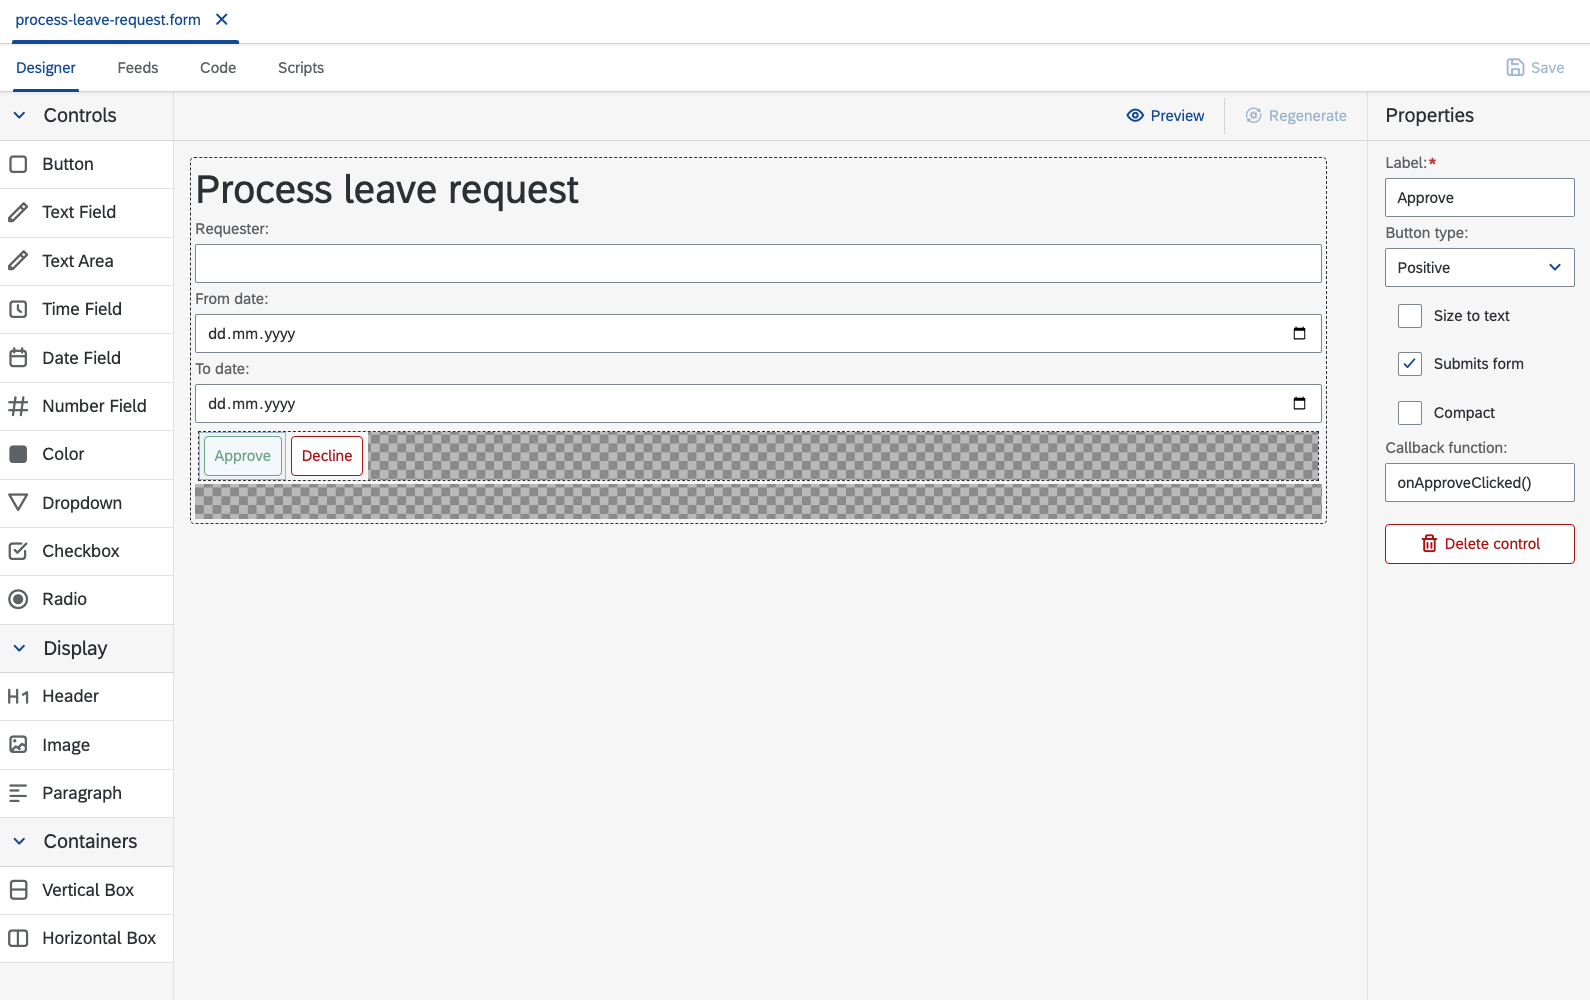 process-leave-request.form
Designer Feeds Code Scripts Save
Controls
Button
Text Field
Text Area
Time Field
Date Field
Number Field
Color
Dropdown
Checkbox
Radio
Display
H1 Header
Image
Paragraph
Containers
Vertical Box
Horizontal Box
Preview Regenerate
Process leave request
Requester:
From date:
dd.mm.yyyy
To date:
dd.mm.yyyy
Approve Decline
Properties
Label:*
Approve
Button type:
Positive
Size to text
Submits form
Compact
Callback function:
onApproveClicked()
Delete control